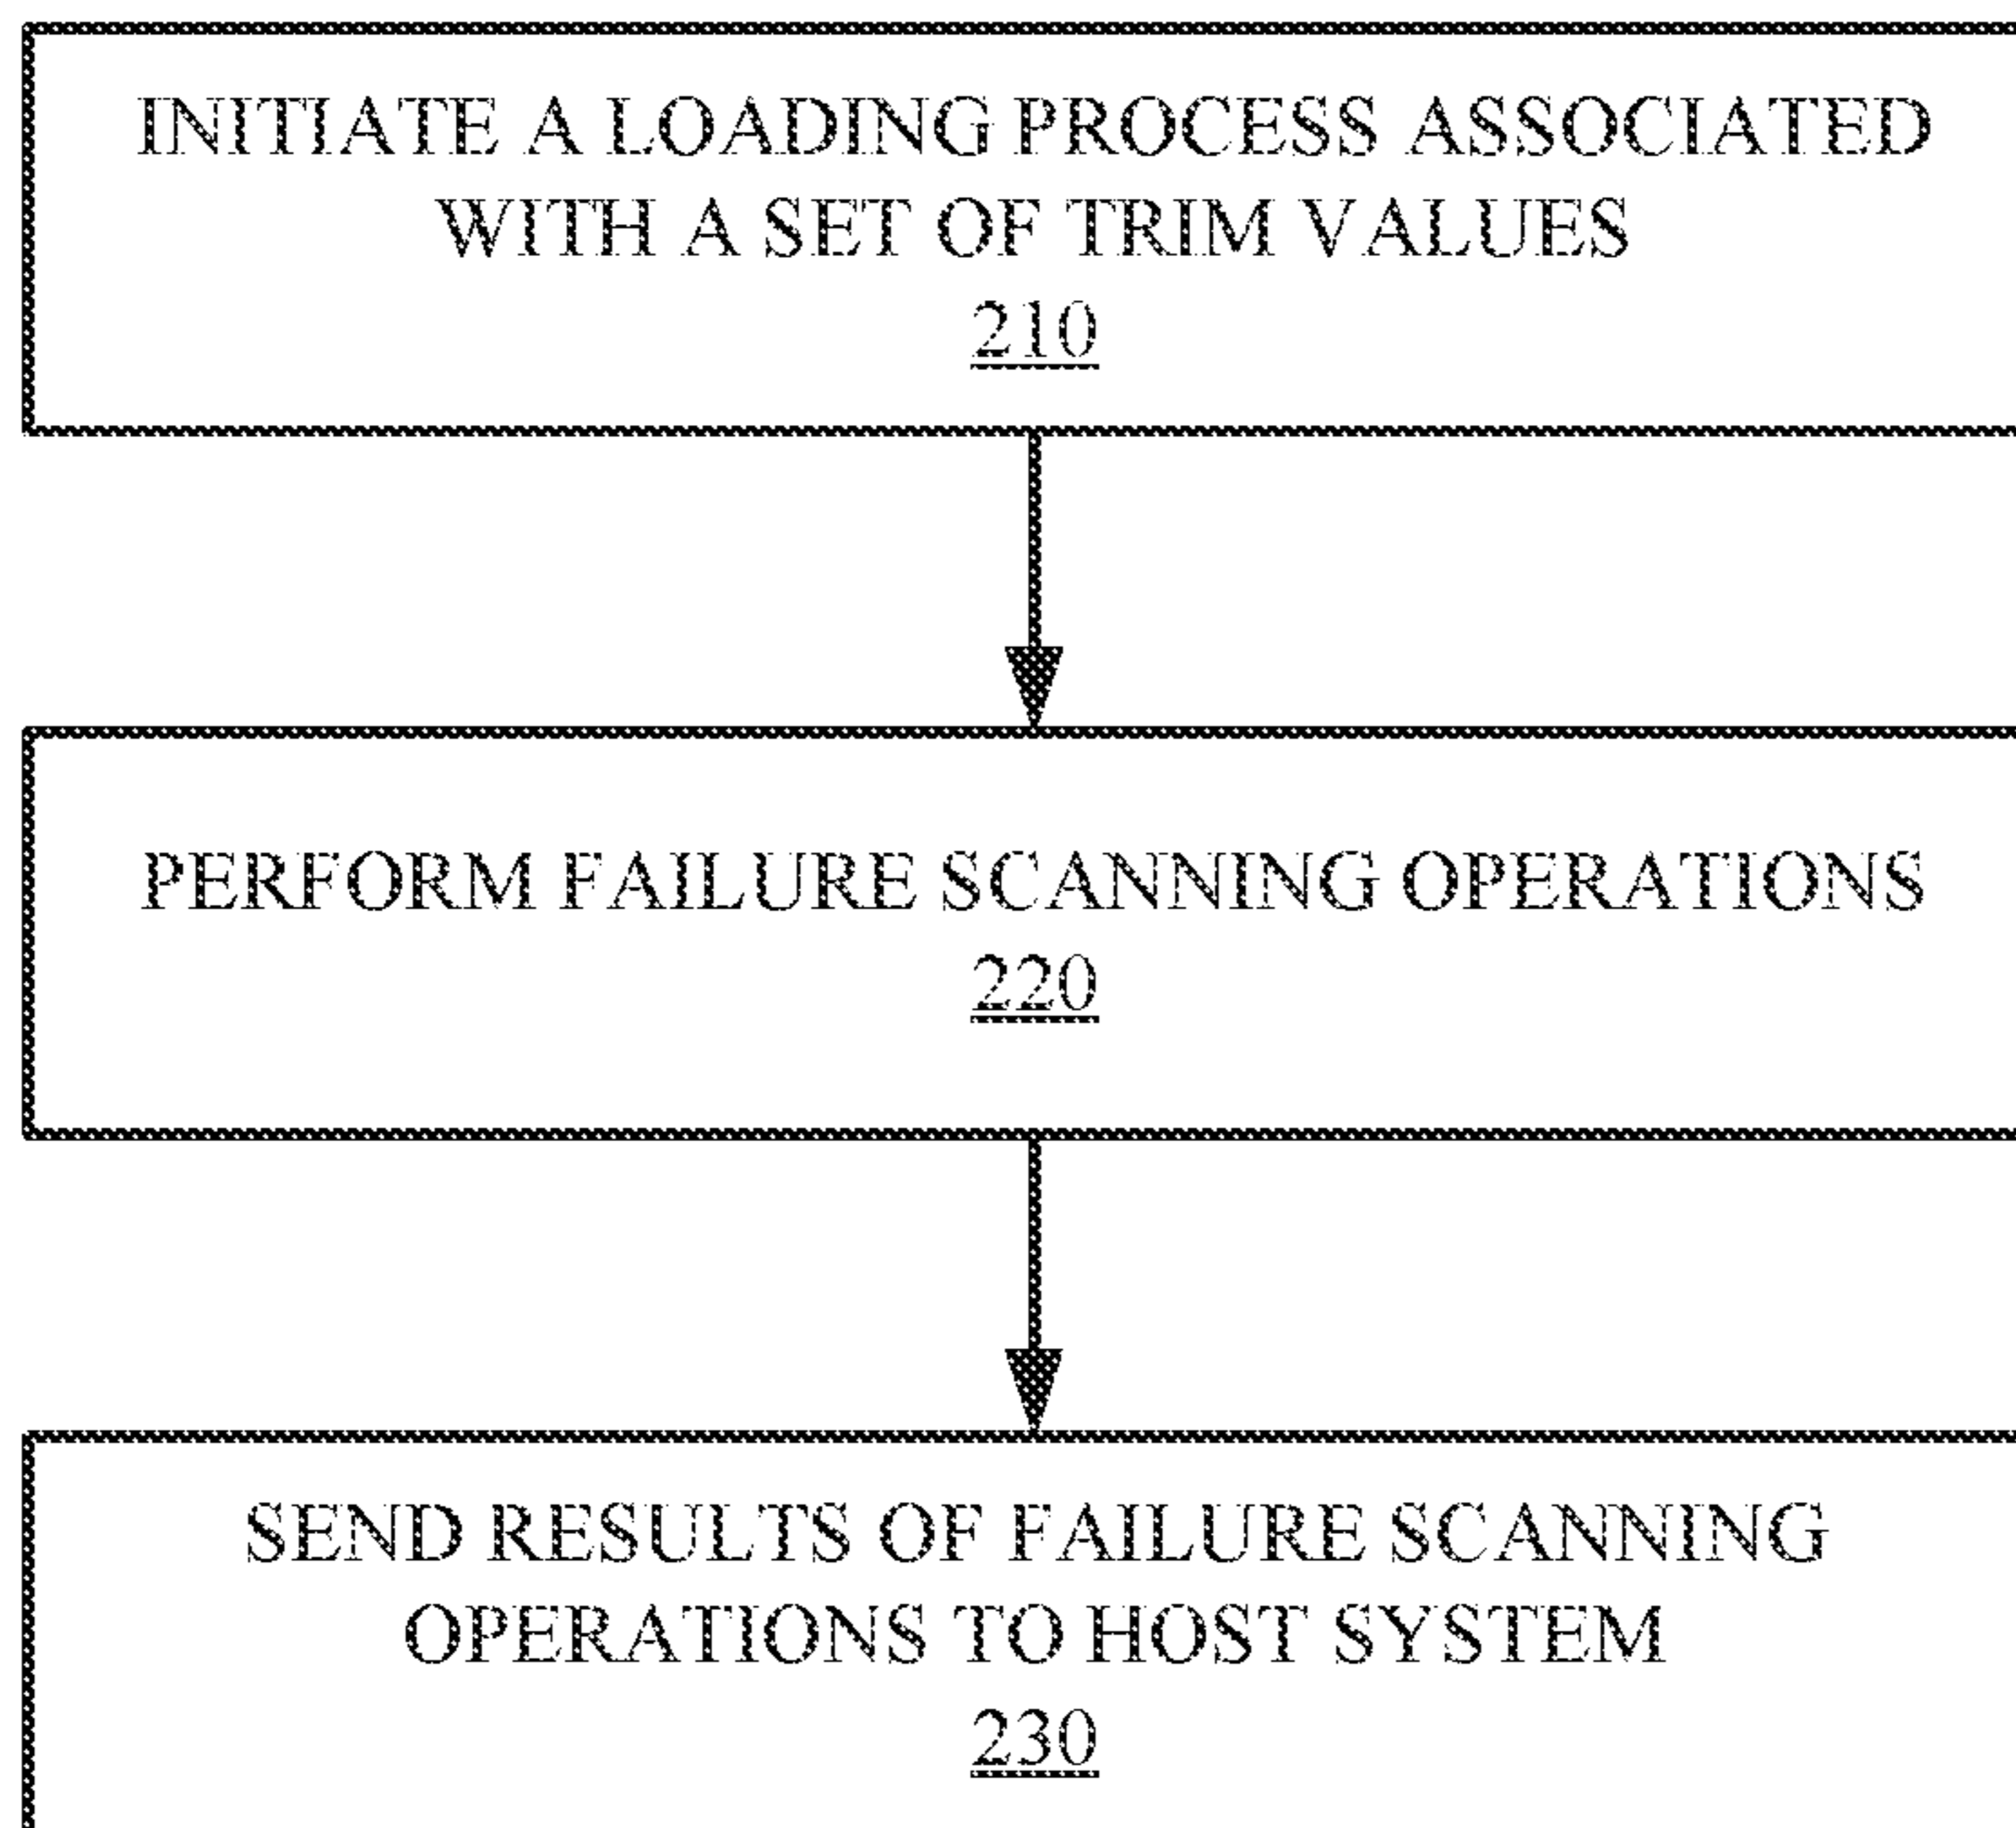 INITIATE A LOADING PROCESS ASSOCIATED
WITH A SET OF TRIM VALUES
210
PERFORM FAILURE SCANNING OPERATIONS
220
SEND RESULTS OF FAILURE SCANNING
OPERATIONS TO HOST SYSTEM
230